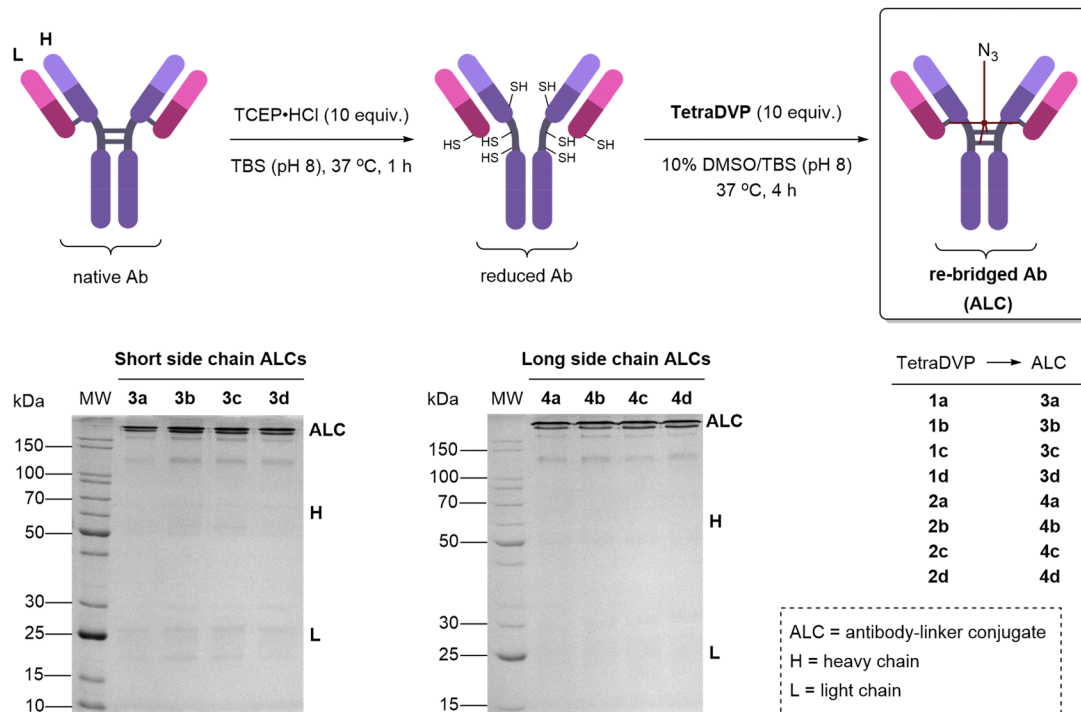 H
L
TCEP•HCl (10 equiv.)
TBS (pH 8), 37 ºC, 1 h
SH SH
HS HS SH SH
HS SH
TetraDVP (10 equiv.)
10% DMSO/TBS (pH 8)
37 ºC, 4 h
N3
native Ab
reduced Ab
re-bridged Ab
(ALC)
Short side chain ALCs
kDa MW 3a 3b 3c 3d
ALC
150
100
70
H
50
30
25 L
15
10
Long side chain ALCs
kDa MW 4a 4b 4c 4d
ALC
150
100
70
H
50
30
25 L
15
TetraDVP ⟶ ALC
1a 3a
1b 3b
1c 3c
1d 3d
2a 4a
2b 4b
2c 4c
2d 4d
ALC = antibody-linker conjugate
H = heavy chain
L = light chain